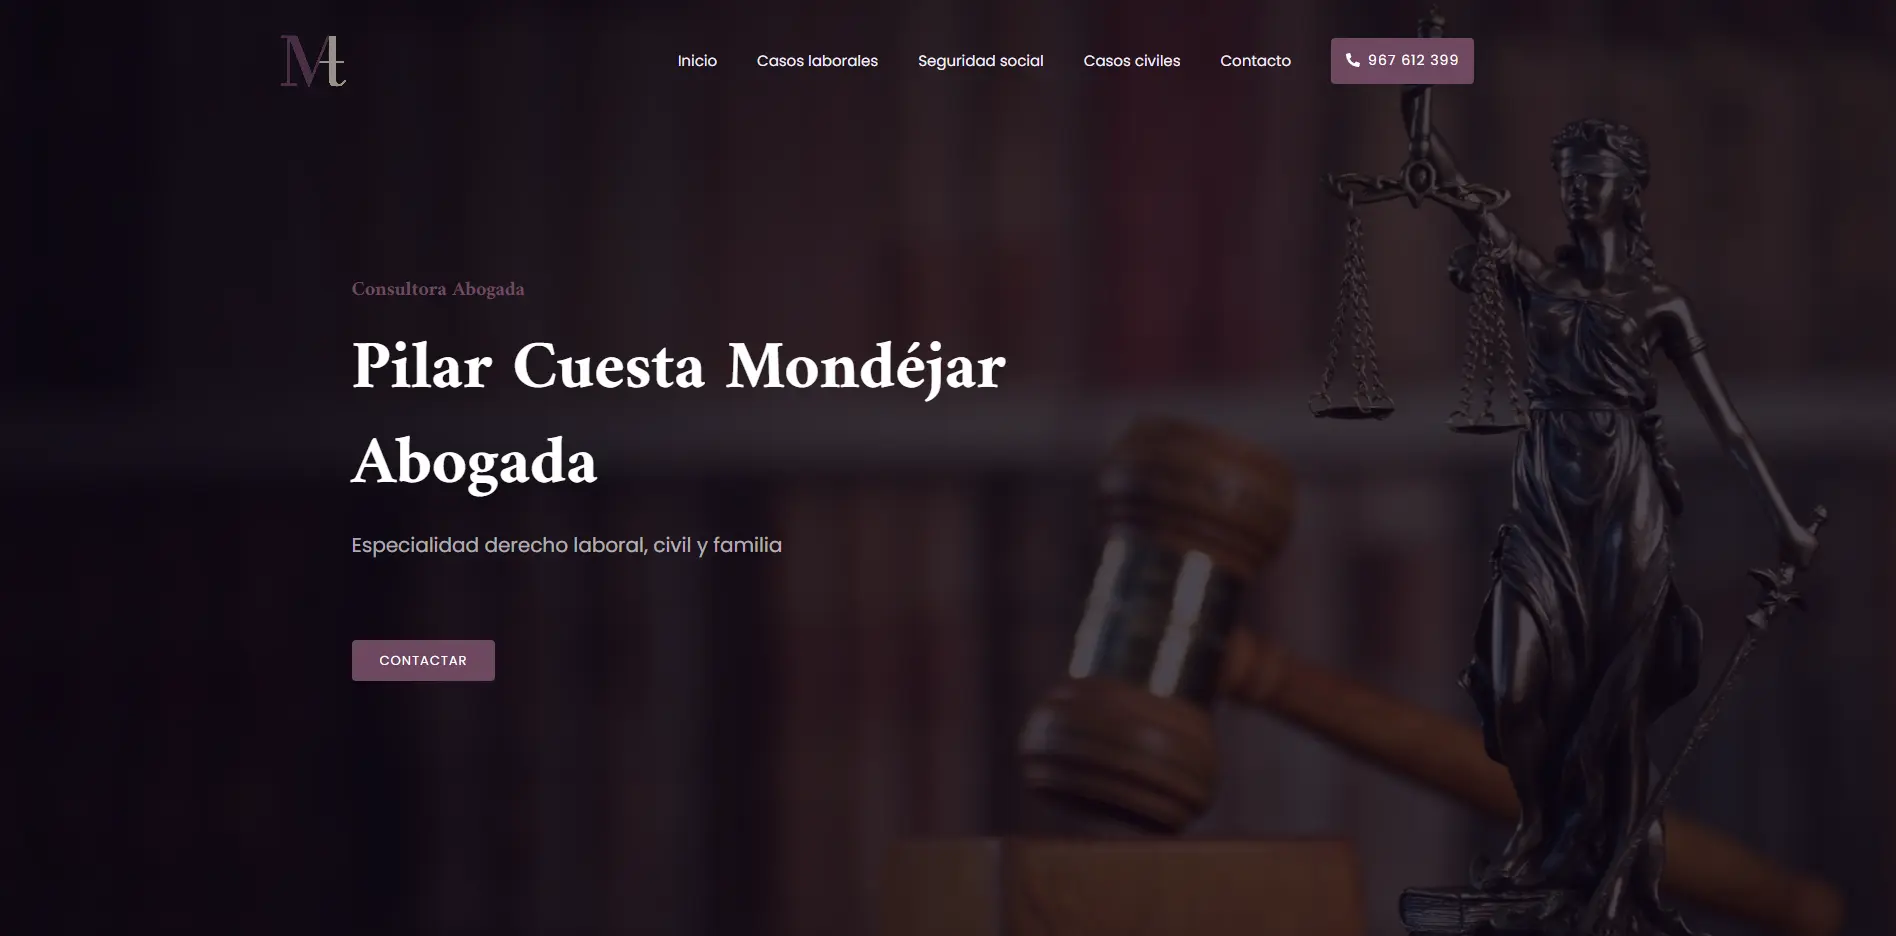 Mt
Inicio
Casos laborales
Seguridad social
Casos civiles
Contacto
967 612 399
Consultora Abogada
Pilar Cuesta Mondéjar
Abogada
Especialidad derecho laboral, civil y familia
CONTACTAR